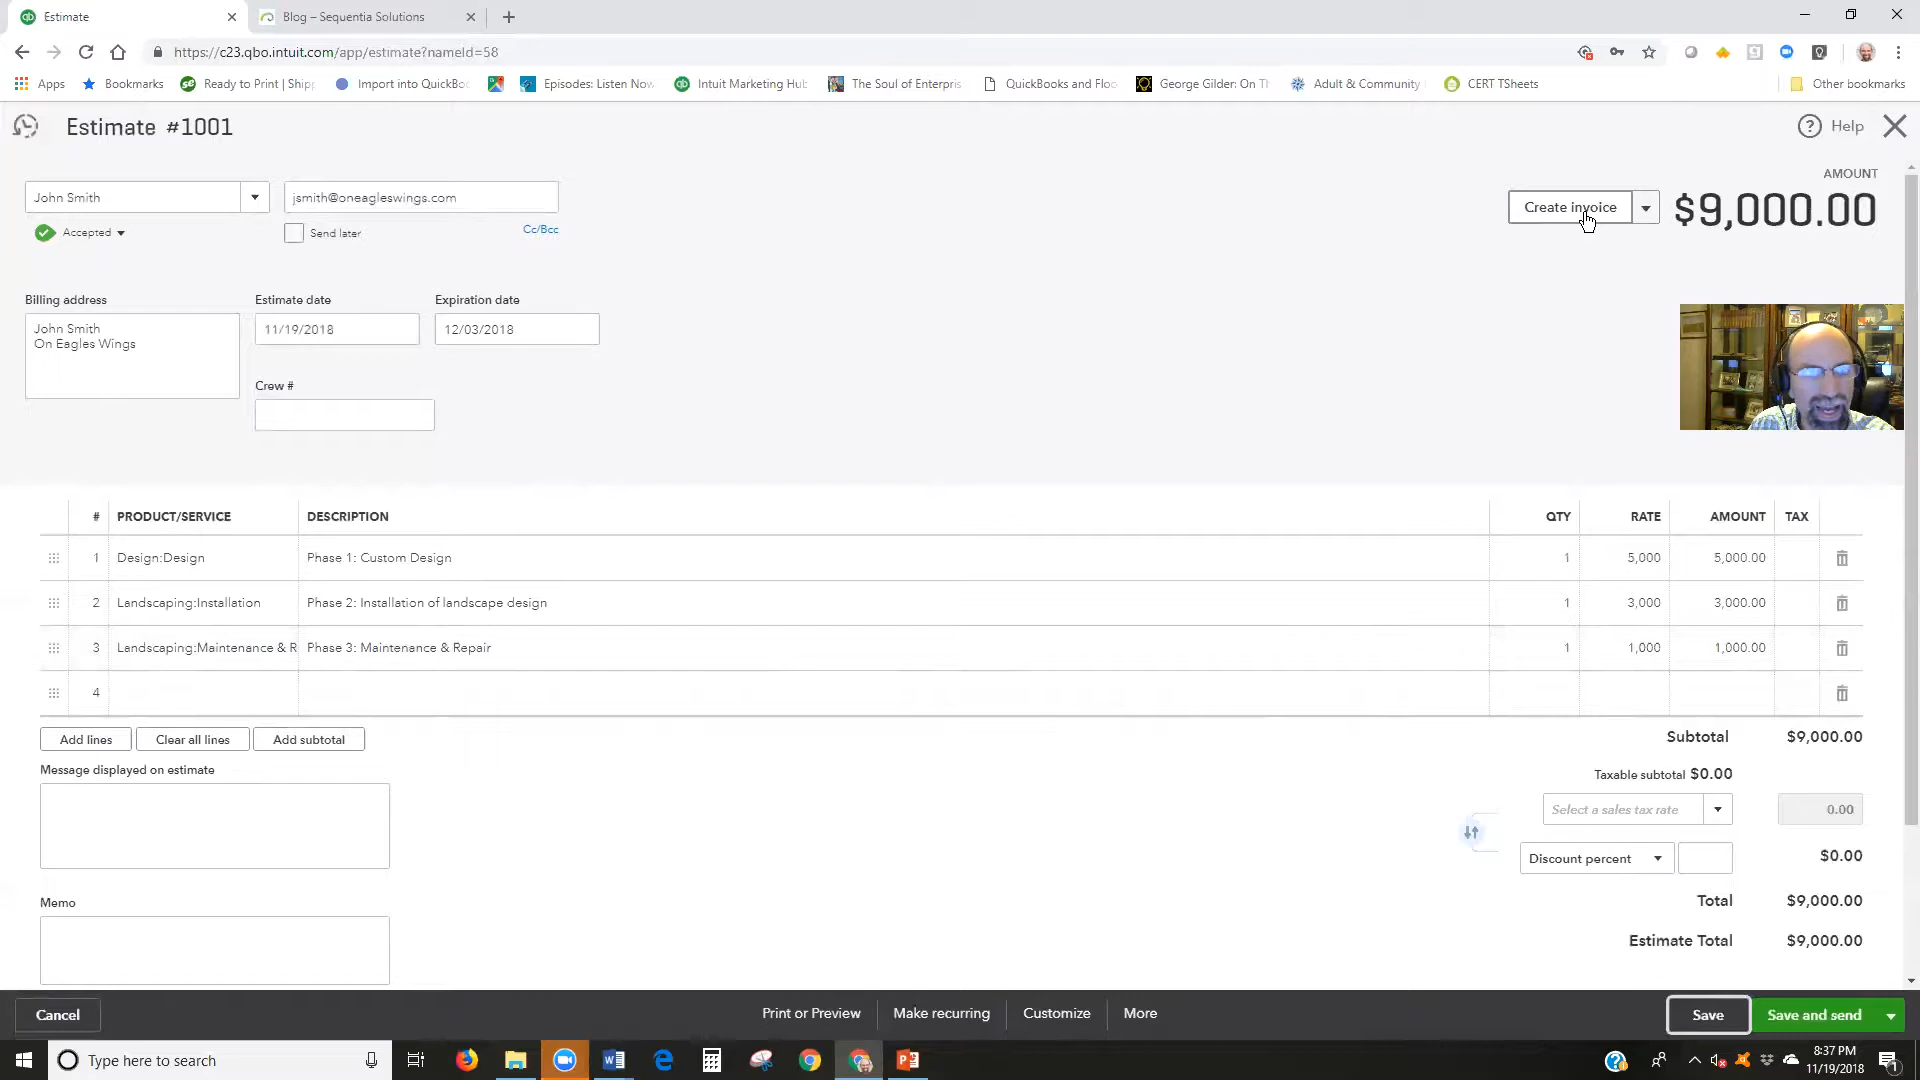 Estimate
Blog – Sequentia Solutions
https://c23.qbo.intuit.com/app/estimate?nameId=58
Apps
Bookmarks
Ready to Print | Ship
Import into QuickBo
Episodes: Listen Now
Intuit Marketing Hub
The Soul of Enterpris
QuickBooks and Floo
George Gilder: On Th
Adult & Community
CERT TSheets
Other bookmarks
Estimate #1001
Help
AMOUNT
John Smith
jsmith@oneagleswings.com
Create invoice
$9,000.00
Accepted
Send later
Cc/Bcc
Billing address
Estimate date
Expiration date
John Smith
On Eagles Wings
11/19/2018
12/03/2018
Crew #
# PRODUCT/SERVICE DESCRIPTION QTY RATE AMOUNT TAX
1 Design:Design Phase 1: Custom Design 1 5,000 5,000.00
2 Landscaping:Installation Phase 2: Installation of landscape design 1 3,000 3,000.00
3 Landscaping:Maintenance & R Phase 3: Maintenance & Repair 1 1,000 1,000.00
4
Add lines
Clear all lines
Add subtotal
Subtotal $9,000.00
Message displayed on estimate
Taxable subtotal $0.00
Select a sales tax rate
0.00
Discount percent
$0.00
Memo
Total $9,000.00
Estimate Total $9,000.00
Cancel
Print or Preview
Make recurring
Customize
More
Save
Save and send
Type here to search
8:37 PM
11/19/2018
1